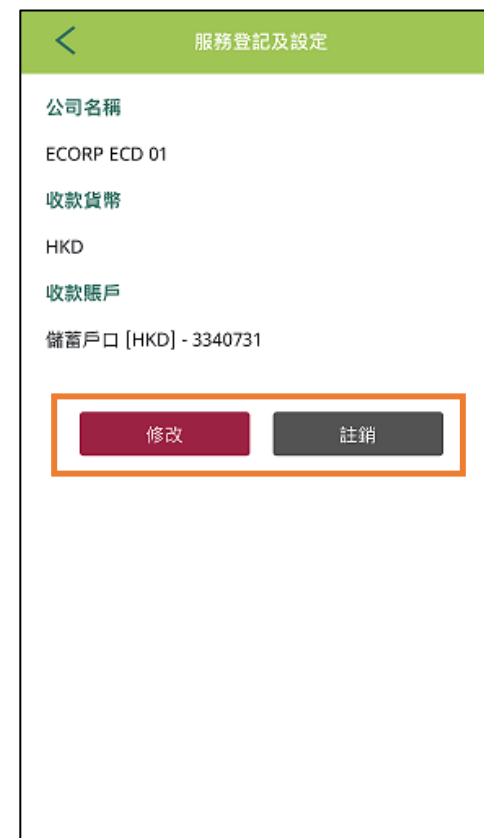 服務登記及設定
公司名稱
ECORP ECD 01
收款貨幣
HKD
收款賬戶
儲蓄戶口 [HKD] - 3340731
修改 註銷